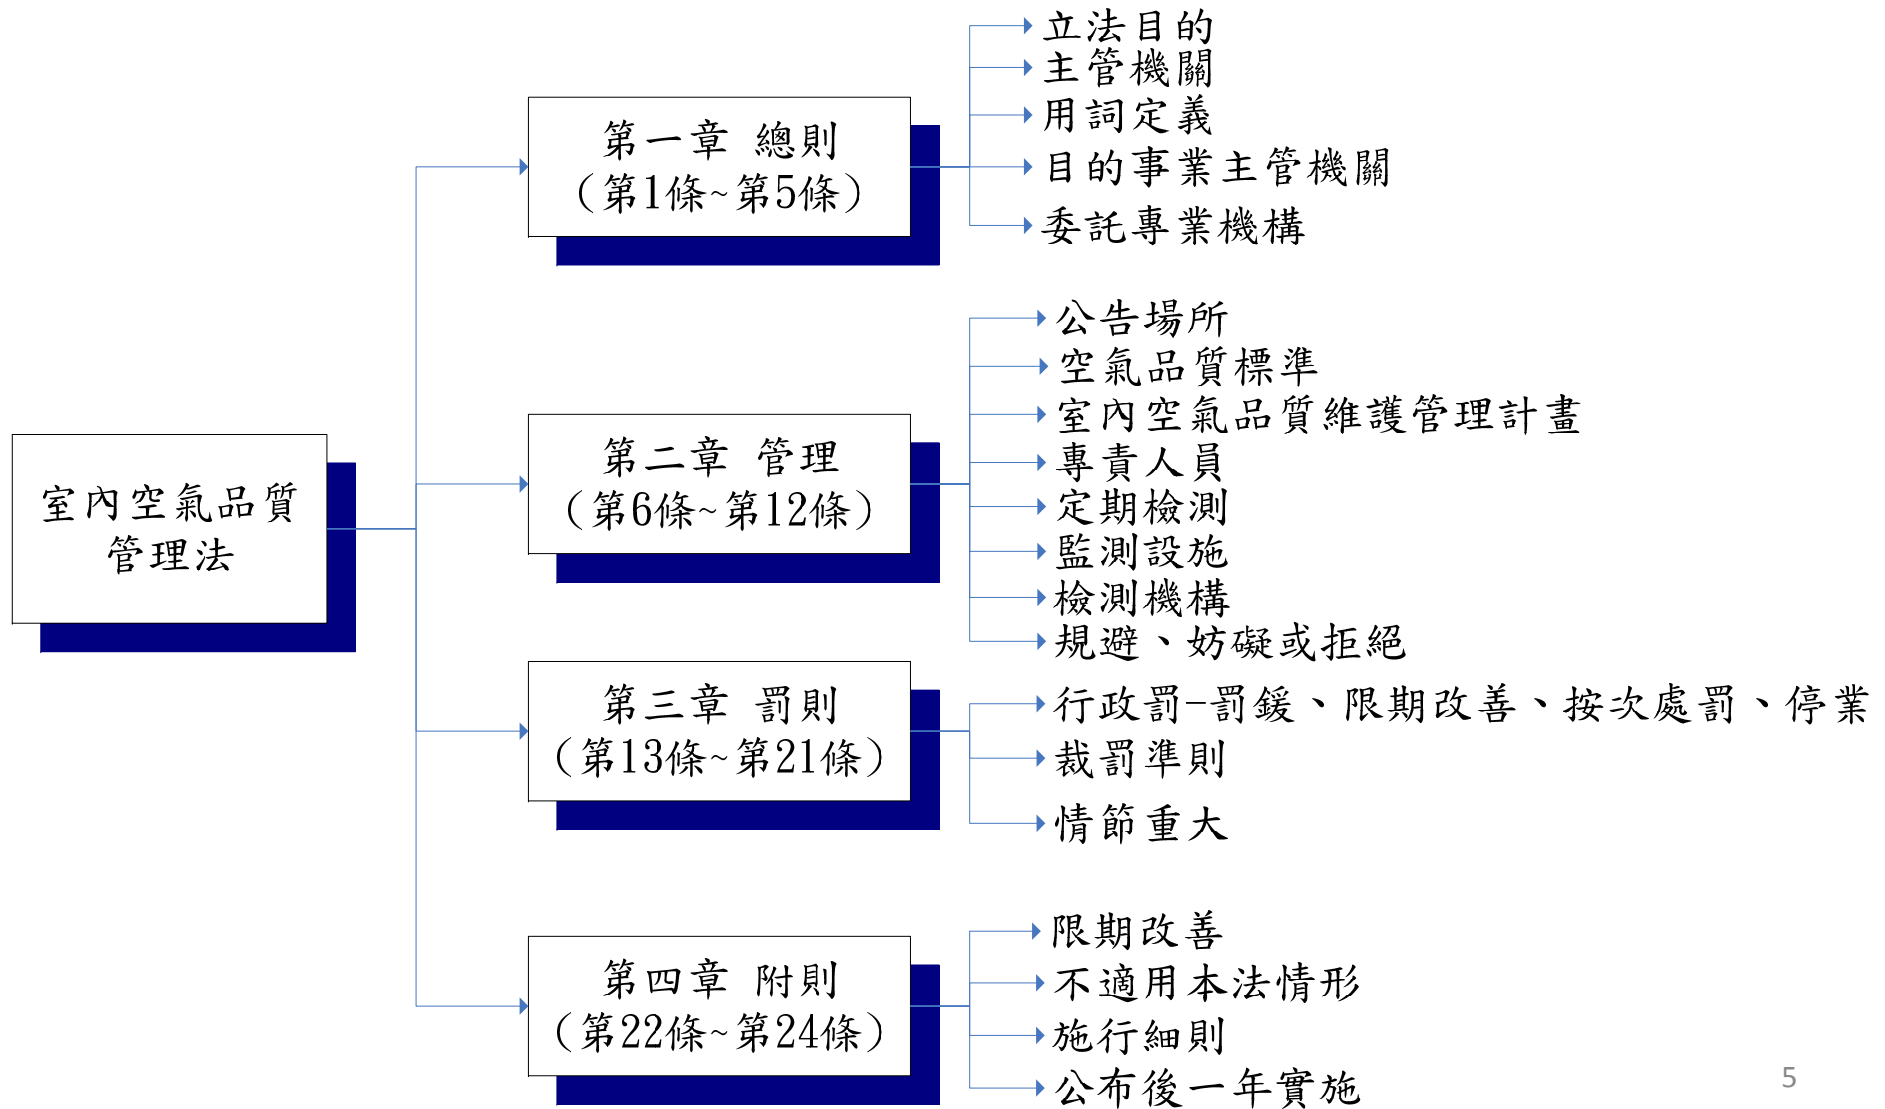 室內空氣品質
管理法
第一章 總則
(第1條~第5條)
立法目的
主管機關
用詞定義
目的事業主管機關
委託專業機構
第二章 管理
(第6條~第12條)
公告場所
空氣品質標準
室內空氣品質維護管理計畫
專責人員
定期檢測
監測設施
檢測機構
規避、妨礙或拒絕
第三章 罰則
(第13條~第21條)
行政罰-罰鍰、限期改善、按次處罰、停業
裁罰準則
情節重大
第四章 附則
(第22條~第24條)
限期改善
不適用本法情形
施行細則
公布後一年實施
5